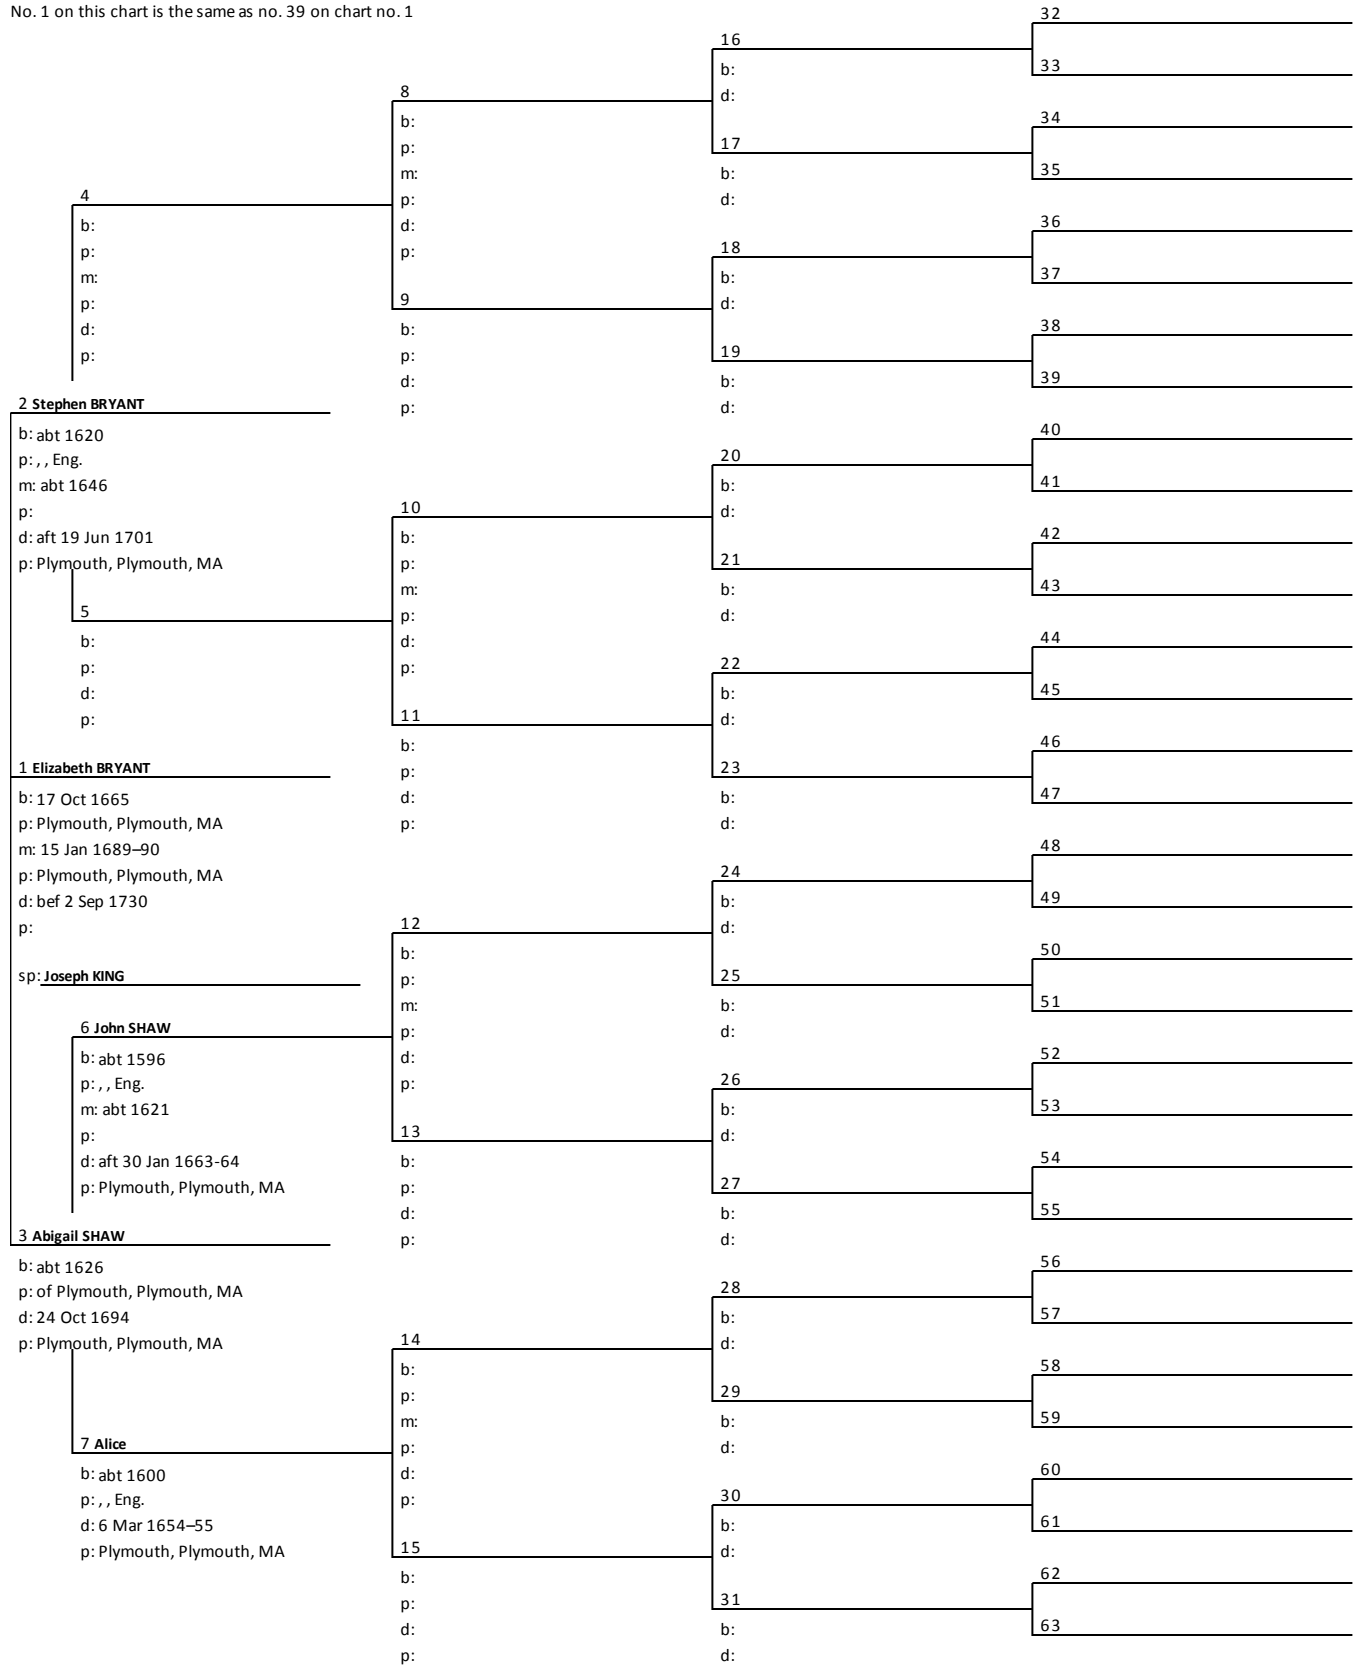 No. 1 on this chart is the same as no. 39 on chart no. 1
4
b:
p:
m:
p:
d:
p:
2 Stephen BRYANT
b: abt 1620
p: , , Eng.
m: abt 1646
p:
d: aft 19 Jun 1701
p: Plymouth, Plymouth, MA
5
b:
p:
d:
p:
1 Elizabeth BRYANT
b: 17 Oct 1665
p: Plymouth, Plymouth, MA
m: 15 Jan 1689–90
p: Plymouth, Plymouth, MA
d: bef 2 Sep 1730
p:
sp: Joseph KING
6 John SHAW
b: abt 1596
p: , , Eng.
m: abt 1621
p:
d: aft 30 Jan 1663-64
p: Plymouth, Plymouth, MA
3 Abigail SHAW
b: abt 1626
p: of Plymouth, Plymouth, MA
d: 24 Oct 1694
p: Plymouth, Plymouth, MA
7 Alice
b: abt 1600
p: , , Eng.
d: 6 Mar 1654–55
p: Plymouth, Plymouth, MA
8
b:
p:
m:
p:
d:
p:
9
b:
p:
d:
p:
10
b:
p:
m:
p:
d:
p:
11
b:
p:
d:
p:
12
b:
p:
m:
p:
d:
p:
13
b:
p:
d:
p:
14
b:
p:
m:
p:
d:
p:
15
b:
p:
d:
p:
16
b:
d:
17
b:
d:
18
b:
d:
19
b:
d:
20
b:
d:
21
b:
d:
22
b:
d:
23
b:
d:
24
b:
d:
25
b:
d:
26
b:
d:
27
b:
d:
28
b:
d:
29
b:
d:
30
b:
d:
31
b:
d:
32
33
34
35
36
37
38
39
40
41
42
43
44
45
46
47
48
49
50
51
52
53
54
55
56
57
58
59
60
61
62
63